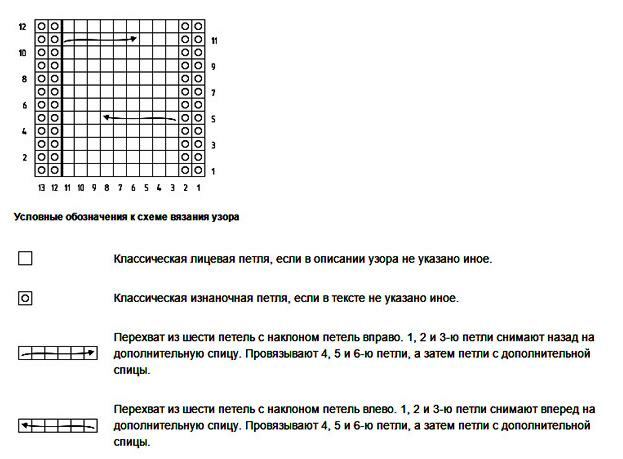 12
11
10
9
8
7
6
5
4
3
2
1
13 12 11 10 9 8 7 6 5 4 3 2 1
Условные обозначения к схеме вязания узора
Классическая лицевая петля, если в описании узора не указано иное.
Классическая изнаночная петля, если в тексте не указано иное.
Перехват из шести петель с наклоном петель вправо. 1, 2 и 3-ю петли снимают назад на
дополнительную спицу. Провязывают 4, 5 и 6-ю петли, а затем петли с дополнительной
спицы.
Перехват из шести петель с наклоном петель влево. 1, 2 и 3-ю петли снимают вперед на
дополнительную спицу. Провязывают 4, 5 и 6-ю петли, а затем петли с дополнительной
спицы.